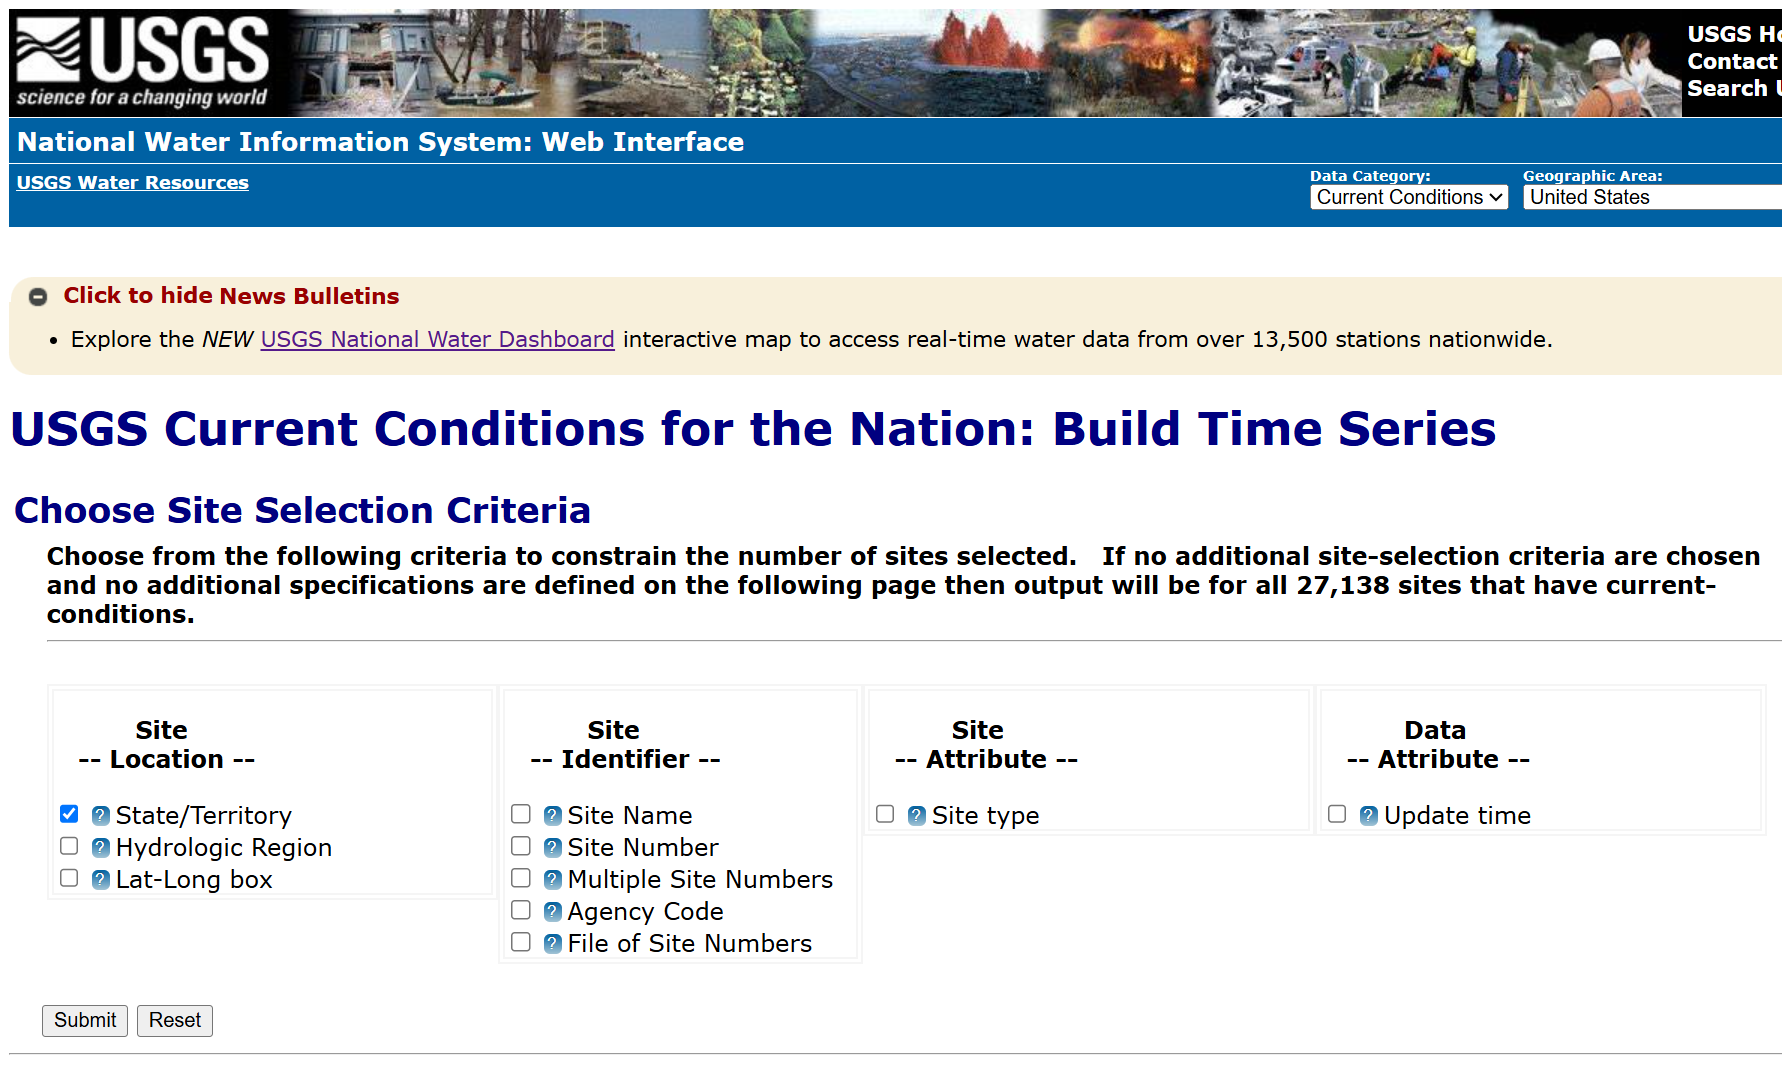 USGS
science for a changing world
USGS
Contact
Search
National Water Information System: Web Interface
USGS Water Resources
Data Category:
Geographic Area:
Current Conditions
United States
Click to hide News Bulletins
• Explore the NEW USGS National Water Dashboard interactive map to access real-time water data from over 13,500 stations nationwide.
USGS Current Conditions for the Nation: Build Time Series
Choose Site Selection Criteria
Choose from the following criteria to constrain the number of sites selected.   If no additional site-selection criteria are chosen
and no additional specifications are defined on the following page then output will be for all 27,138 sites that have current-
conditions.
Site
-- Location --
? State/Territory
? Hydrologic Region
? Lat-Long box
Site
-- Identifier --
? Site Name
? Site Number
? Multiple Site Numbers
? Agency Code
? File of Site Numbers
Site
-- Attribute --
? Site type
Data
-- Attribute --
? Update time
Submit
Reset